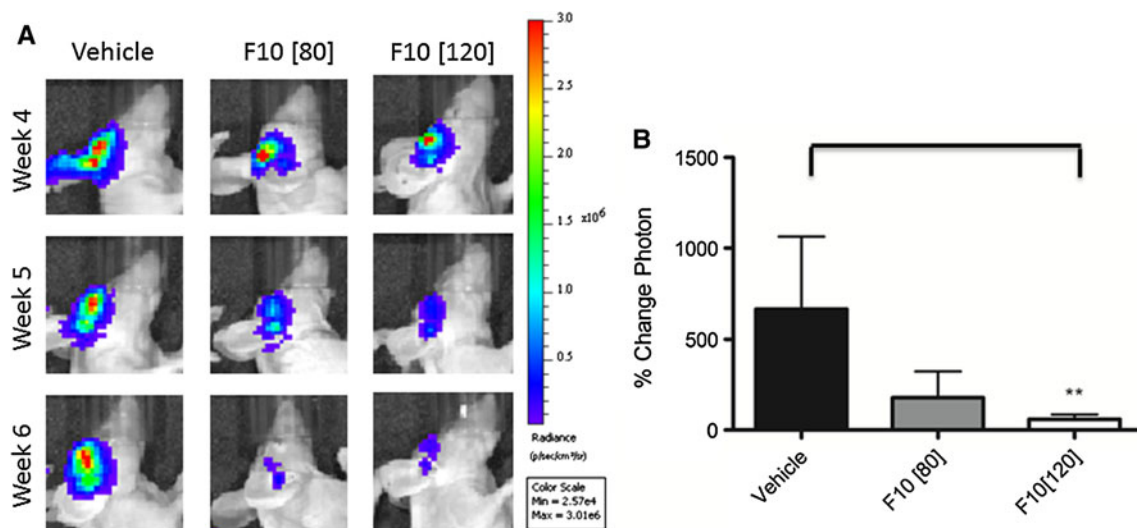 A
Vehicle
F10 [80]
F10 [120]
Week 4
Week 5
Week 6
3.0
2.5
2.0
1.5
x10⁶
1.0
0.5
Radiance
(p/sec/cm²/sr)
Color Scale
Min = 2.57e4
Max = 3.01e6
B
% Change Photon
1500
1000
500
0
**
Vehicle
F10 [80]
F10[120]